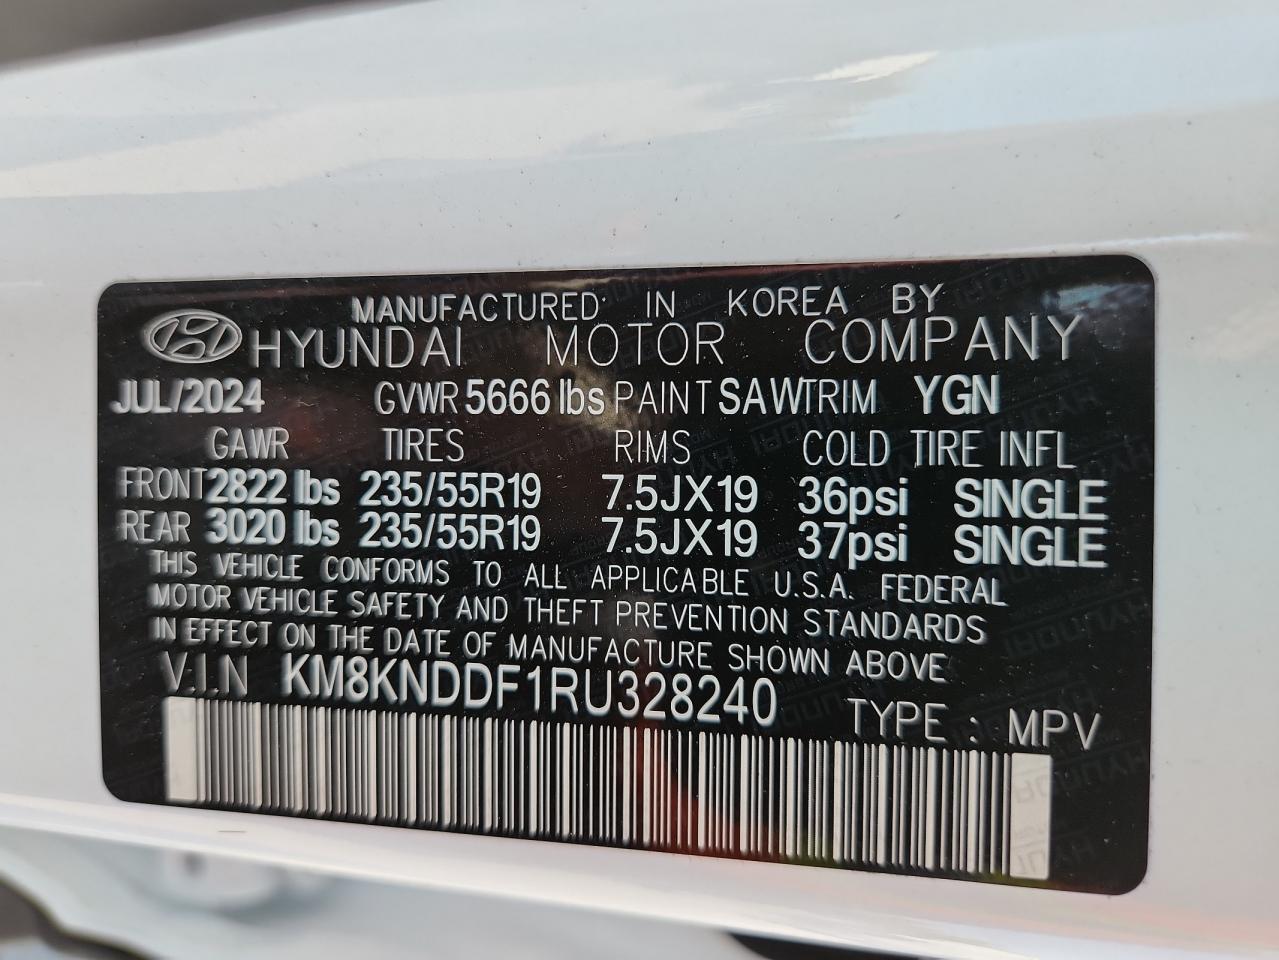 MANUFACTURED IN KOREA BY
HYUNDAI MOTOR COMPANY
JUL/2024 GVWR 5666 lbs PAINT SAW TRIM YGN
GAWR TIRES RIMS COLD TIRE INFL
FRONT 2822 lbs 235/55R19 7.5JX19 36psi SINGLE
REAR 3020 lbs 235/55R19 7.5JX19 37psi SINGLE
THIS VEHICLE CONFORMS TO ALL APPLICABLE U.S.A. FEDERAL
MOTOR VEHICLE SAFETY AND THEFT PREVENTION STANDARDS
IN EFFECT ON THE DATE OF MANUFACTURE SHOWN ABOVE
V.I.N KM8KNDDF1RU328240 TYPE : MPV